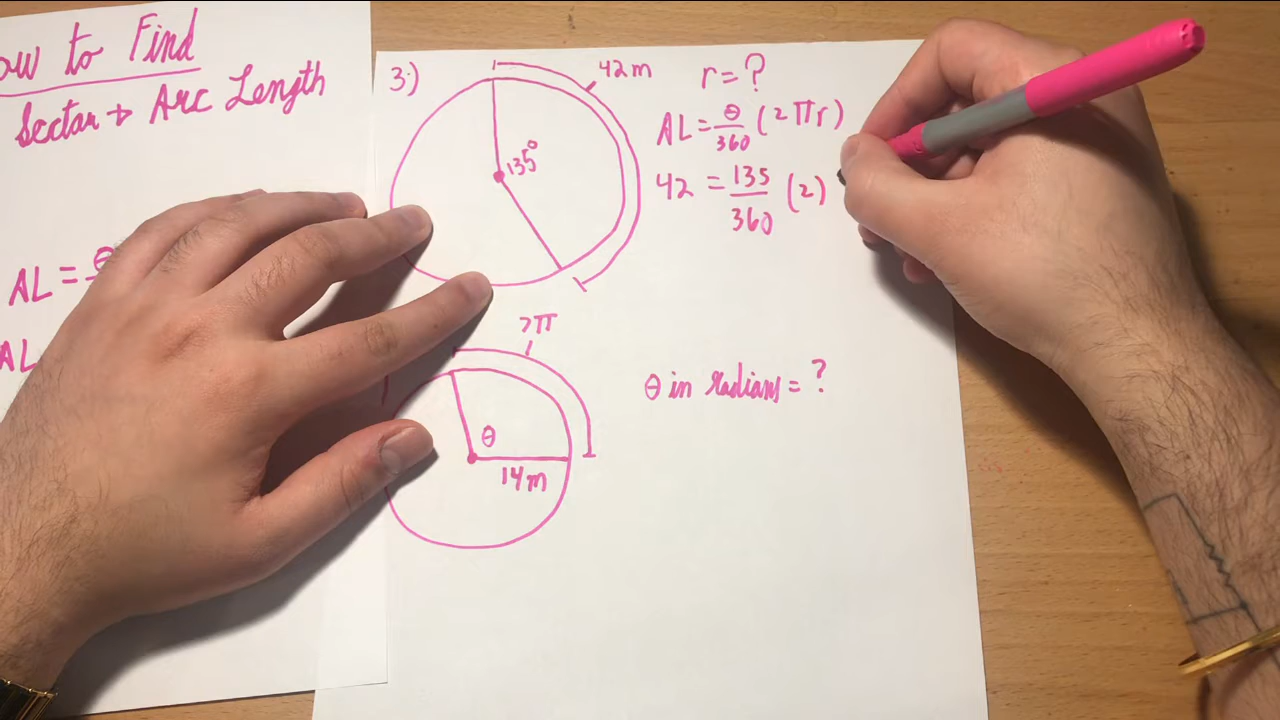 to Find
Sector → Arc Length
AL = θ
AL
3.)
42m
135°
r = ?
AL = θ/360 (2πr)
42 = 135/360 (2)
7π
θ
14m
θ in radians = ?